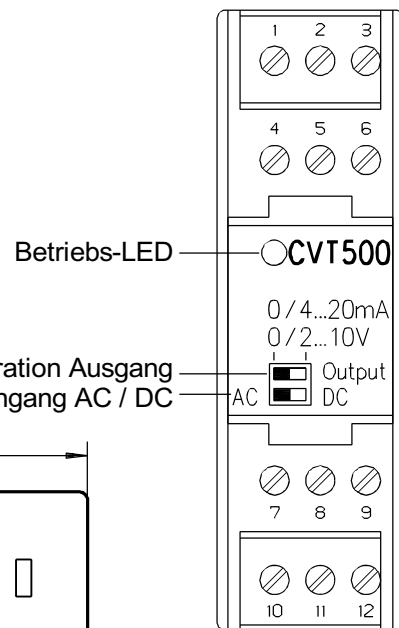 1 2 3
4 5 6
Betriebs-LED
CVT500
0/4...20mA
0/2...10V
ration Ausgang
Output
ngang AC / DC
AC
DC
7 8 9
10 11 12